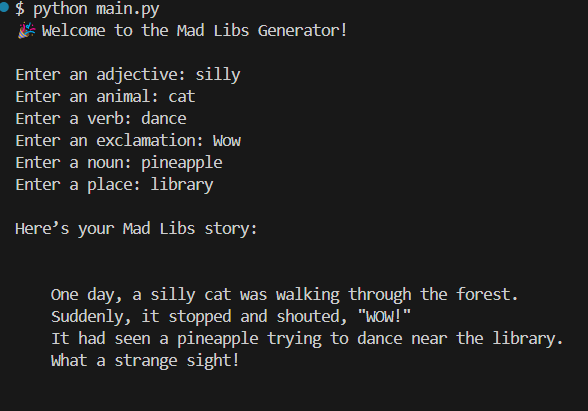 $ python main.py
🎉 Welcome to the Mad Libs Generator!
Enter an adjective: silly
Enter an animal: cat
Enter a verb: dance
Enter an exclamation: Wow
Enter a noun: pineapple
Enter a place: library
Here’s your Mad Libs story:
One day, a silly cat was walking through the forest.
Suddenly, it stopped and shouted, "WOW!"
It had seen a pineapple trying to dance near the library.
What a strange sight!